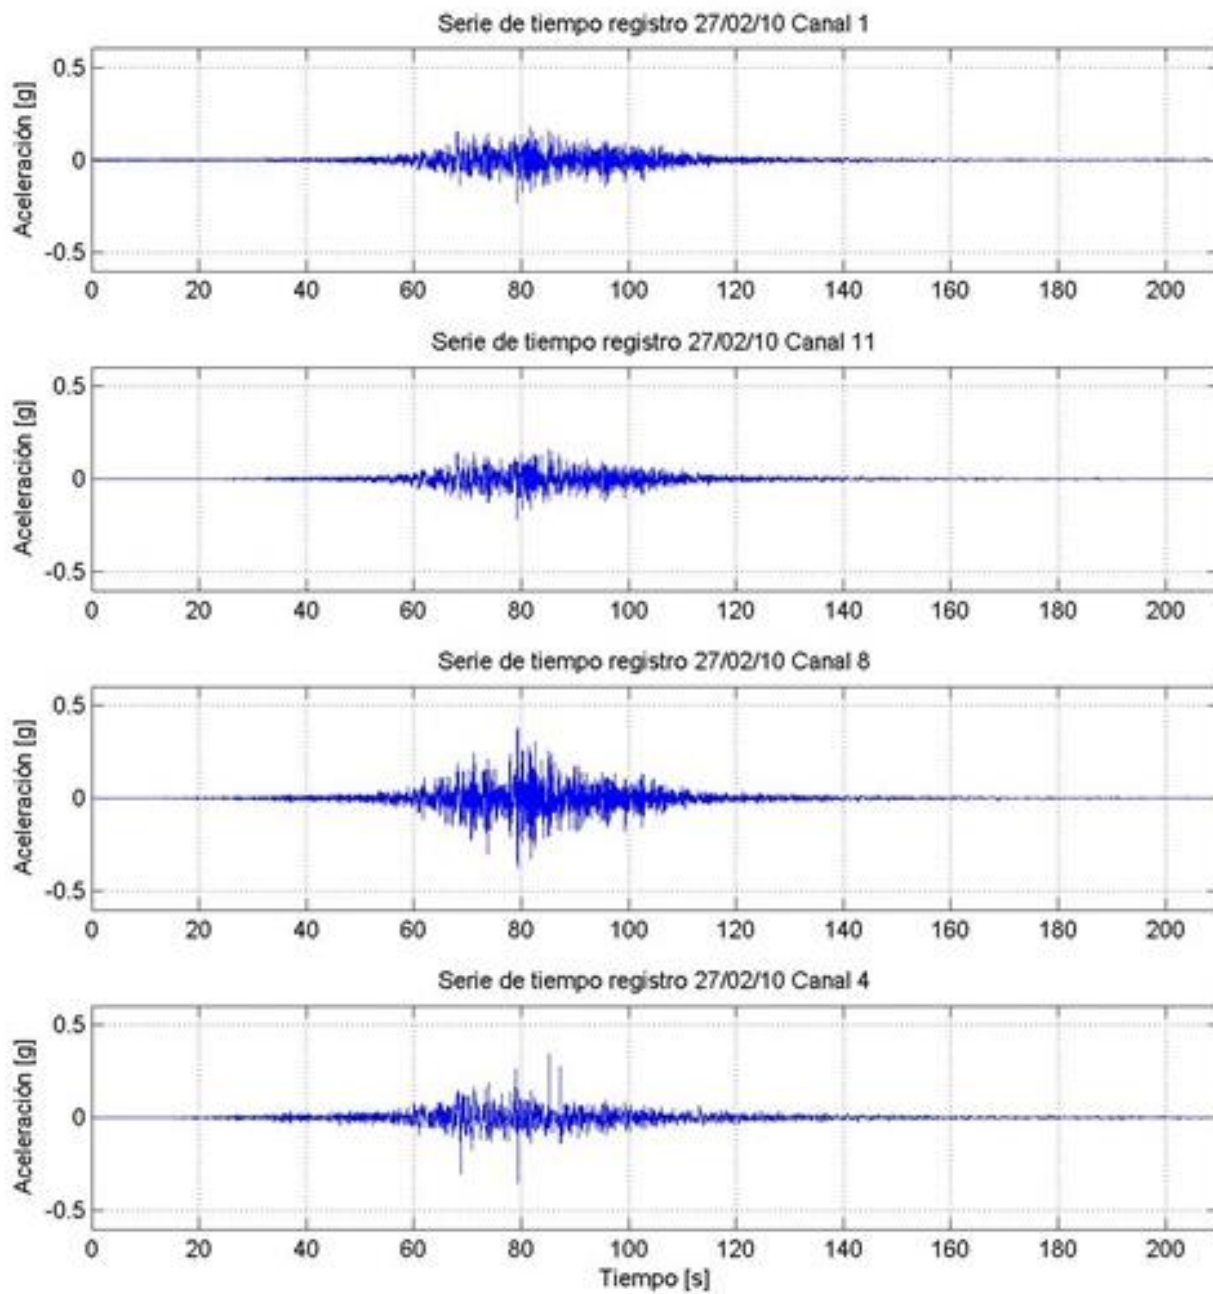 Serie de tiempo registro 27/02/10 Canal 1
Aceleración [g]
0.5
0
-0.5
0 20 40 60 80 100 120 140 160 180 200
Serie de tiempo registro 27/02/10 Canal 11
Aceleración [g]
0.5
0
-0.5
0 20 40 60 80 100 120 140 160 180 200
Serie de tiempo registro 27/02/10 Canal 8
Aceleración [g]
0.5
0
-0.5
0 20 40 60 80 100 120 140 160 180 200
Serie de tiempo registro 27/02/10 Canal 4
Aceleración [g]
0.5
0
-0.5
0 20 40 60 80 100 120 140 160 180 200
Tiempo [s]